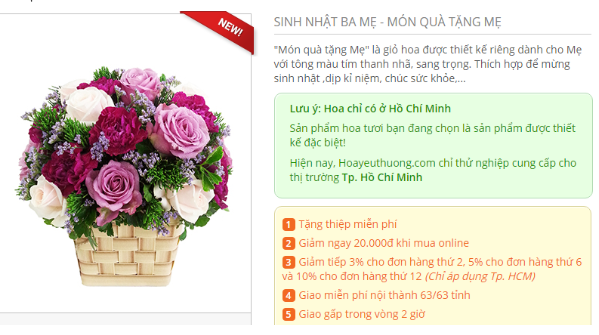 NEW!
SINH NHẬT BA MẸ - MÓN QUÀ TẶNG MẸ
"Món quà tặng Mẹ" là giỏ hoa được thiết kế riêng dành cho Mẹ
với tông màu tím thanh nhã, sang trọng. Thích hợp để mừng
sinh nhật ,dịp kỉ niệm, chúc sức khỏe,...
Lưu ý: Hoa chỉ có ở Hồ Chí Minh
Sản phẩm hoa tươi bạn đang chọn là sản phẩm được thiết
kế đặc biệt!
Hiện nay, Hoayeuthuong.com chỉ thử nghiệp cung cấp cho
thị trường Tp. Hồ Chí Minh
1 Tặng thiệp miễn phí
2 Giảm ngay 20.000đ khi mua online
3 Giảm tiếp 3% cho đơn hàng thứ 2, 5% cho đơn hàng thứ 6
và 10% cho đơn hàng thứ 12 (Chỉ áp dụng Tp. HCM)
4 Giao miễn phí nội thành 63/63 tỉnh
5 Giao gấp trong vòng 2 giờ